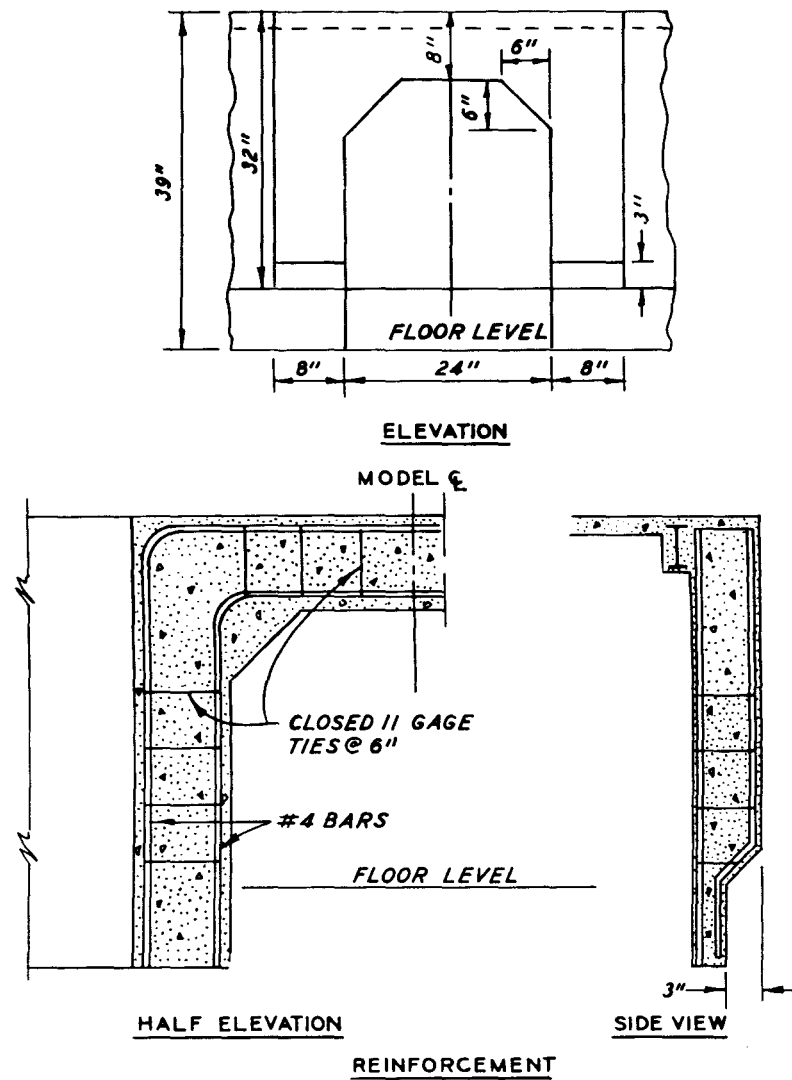 6"
8"
6"
39"
32"
3"
FLOOR LEVEL
8" 24" 8"
ELEVATION
MODEL ℄
CLOSED 11 GAGE
TIES @ 6"
#4 BARS
FLOOR LEVEL
3"
HALF ELEVATION SIDE VIEW
REINFORCEMENT